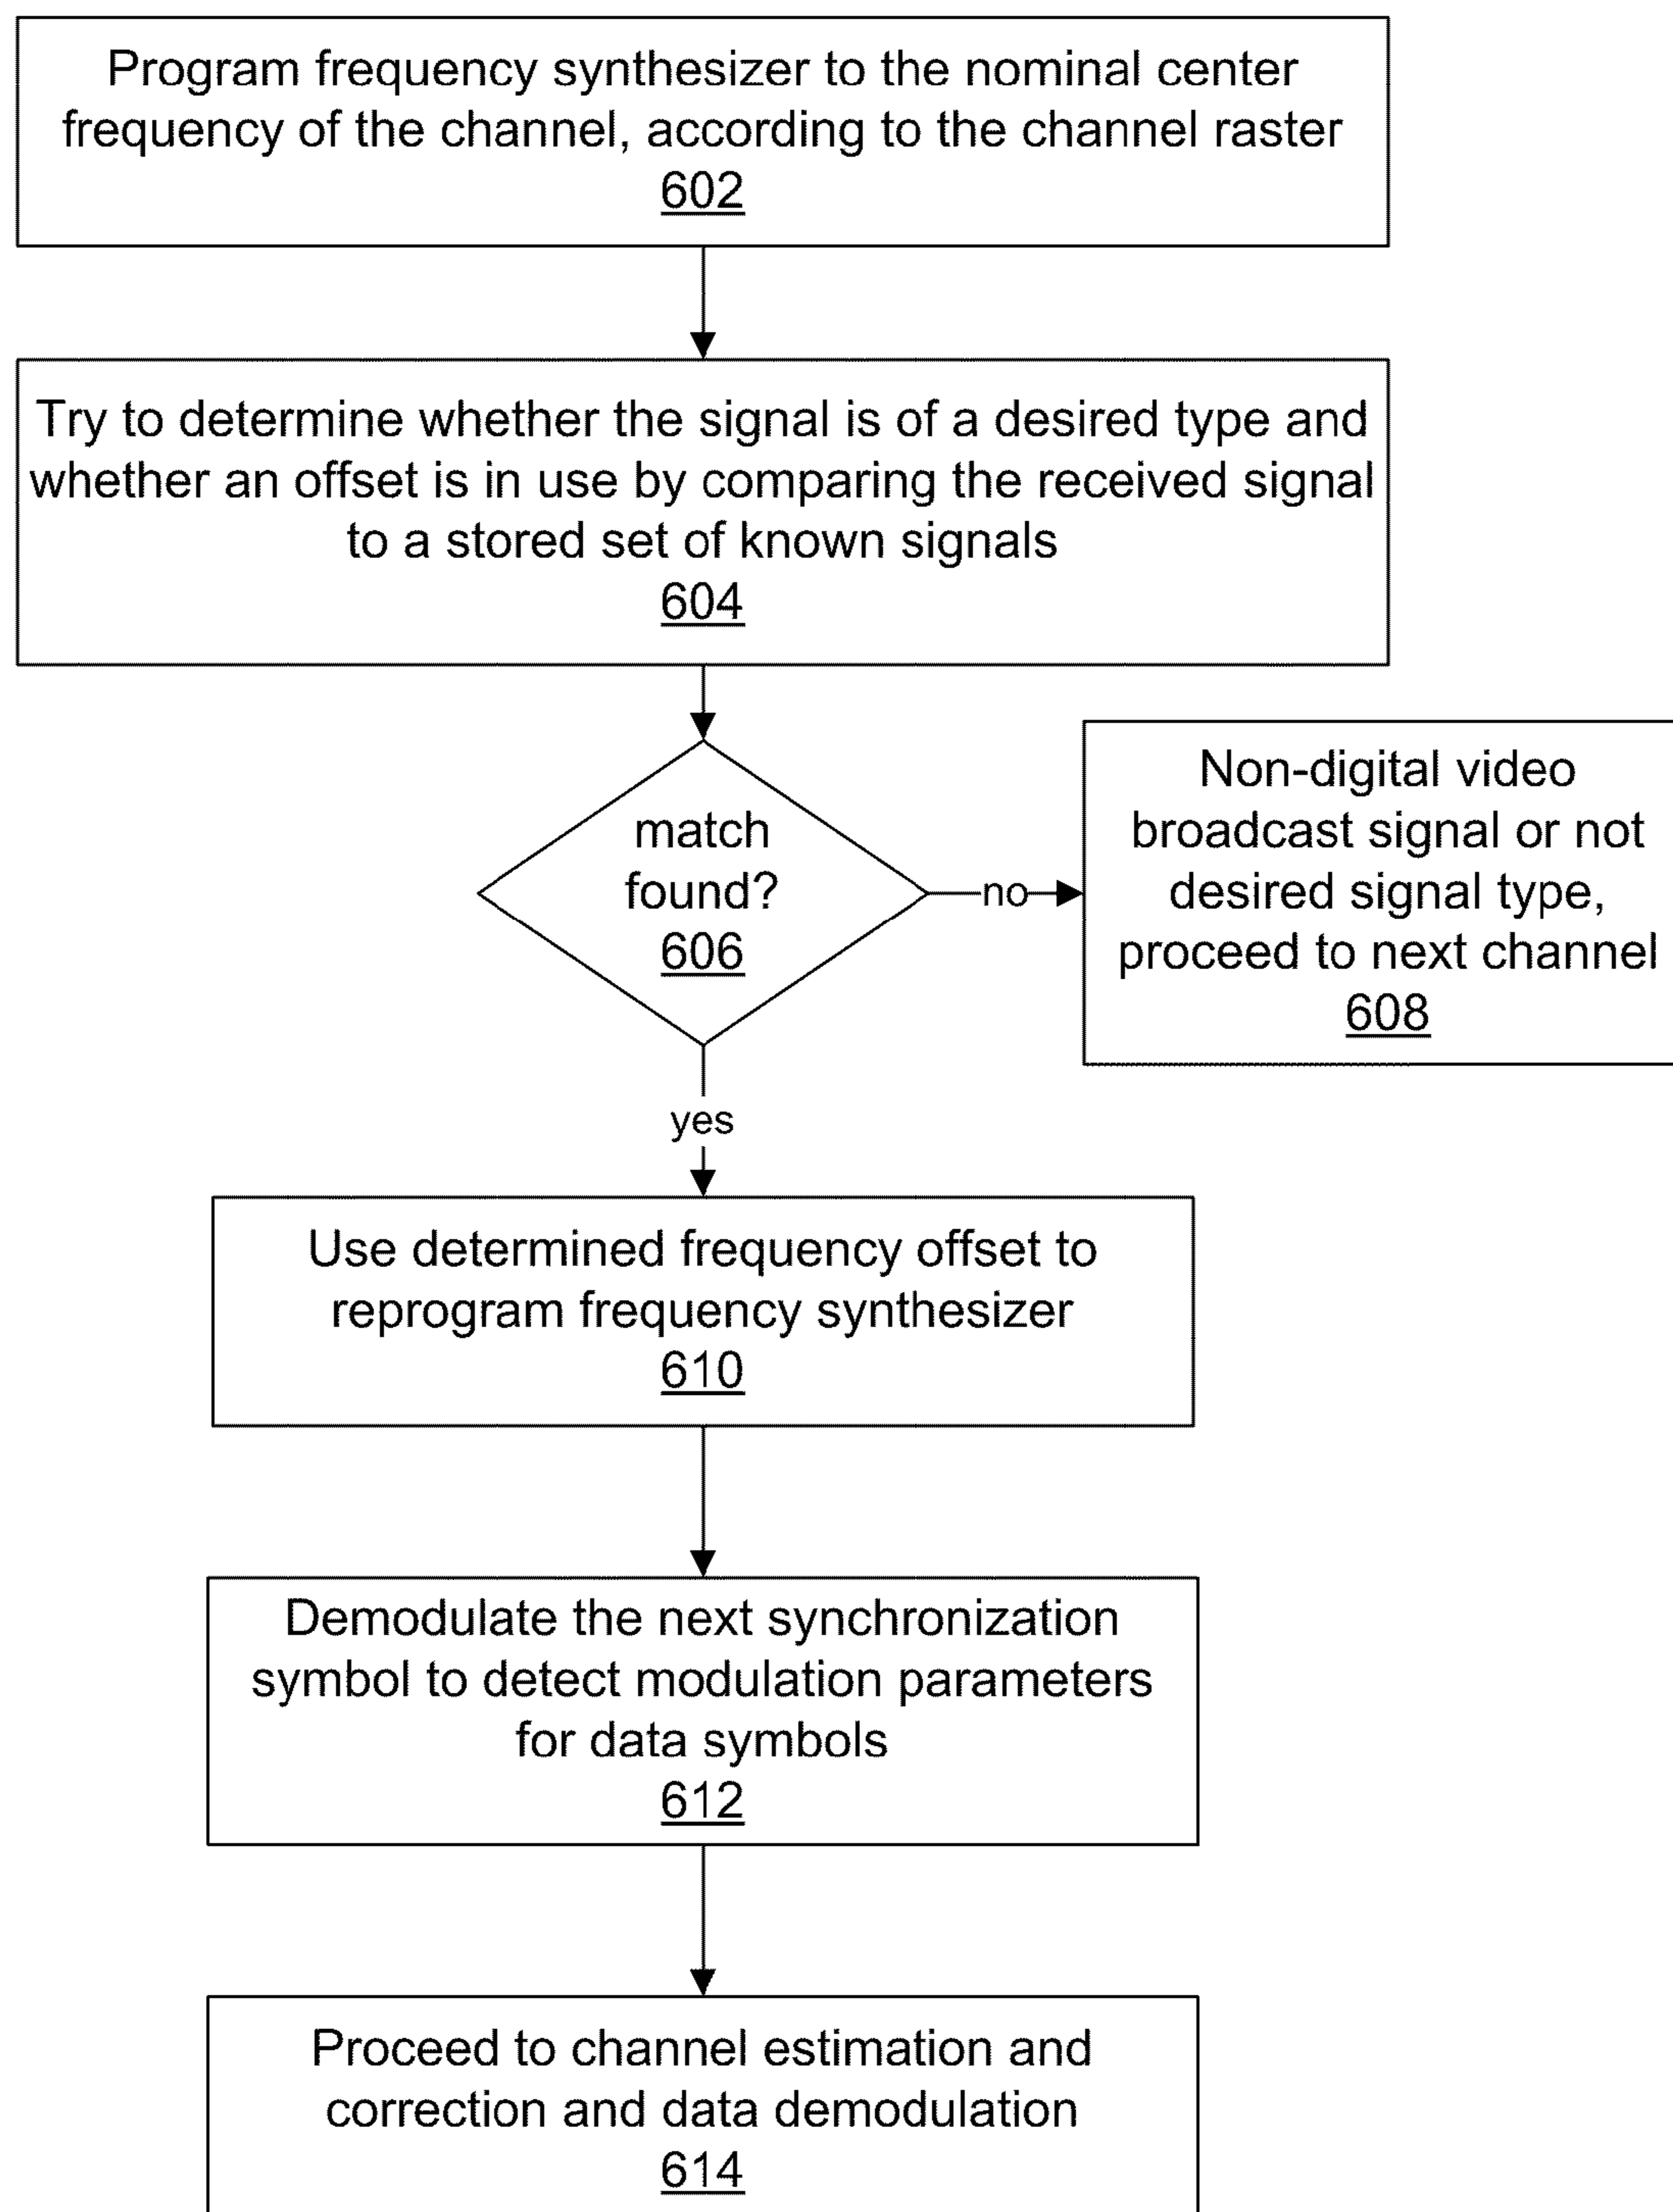 Program frequency synthesizer to the nominal center
frequency of the channel, according to the channel raster
602
Try to determine whether the signal is of a desired type and
whether an offset is in use by comparing the received signal
to a stored set of known signals
604
match
found?
606
no
Non-digital video
broadcast signal or not
desired signal type,
proceed to next channel
608
yes
Use determined frequency offset to
reprogram frequency synthesizer
610
Demodulate the next synchronization
symbol to detect modulation parameters
for data symbols
612
Proceed to channel estimation and
correction and data demodulation
614